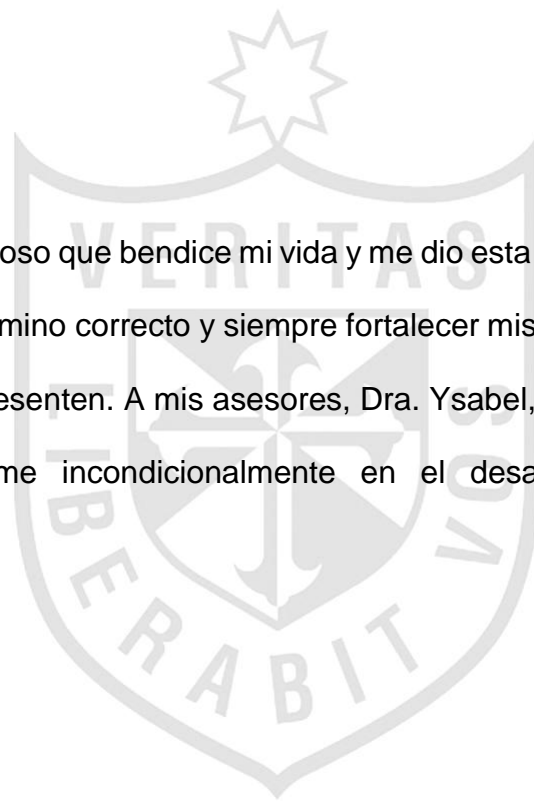 oso que bendice mi vida y me dio esta
mino correcto y siempre fortalecer mis
esenten. A mis asesores, Dra. Ysabel,
me incondicionalmente en el desa
VERITAS
LIBERABIT
VOS